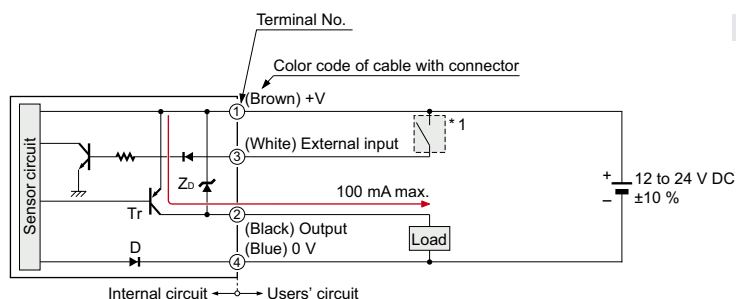 Terminal No.
Color code of cable with connector
1
(Brown) +V
* 1
(White) External input
3
Sensor circuit
ZD
100 mA max.
+
12 to 24 V DC
–
±10 %
Tr
2
(Black) Output
Load
D
(Blue) 0 V
4
Internal circuit
Users' circuit